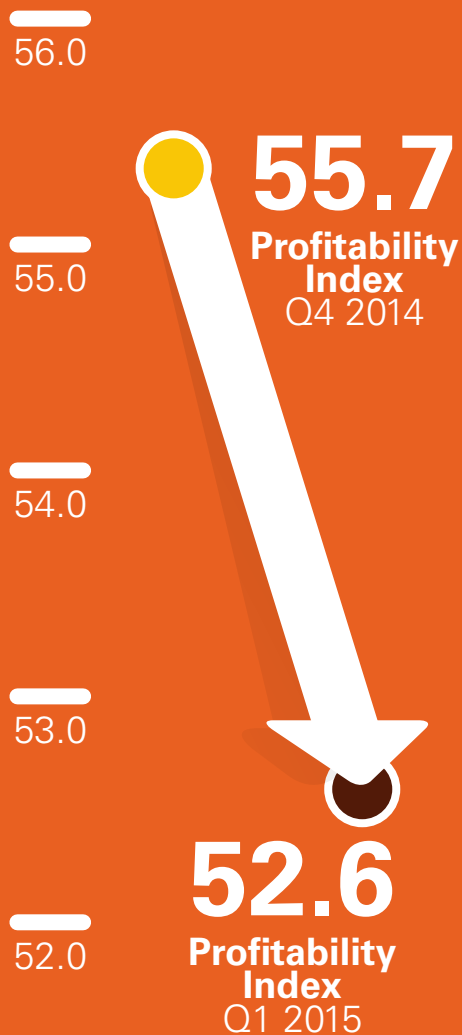 56.0
55.7
Profitability
Index
Q4 2014
55.0
54.0
53.0
52.6
Profitability
Index
Q1 2015
52.0